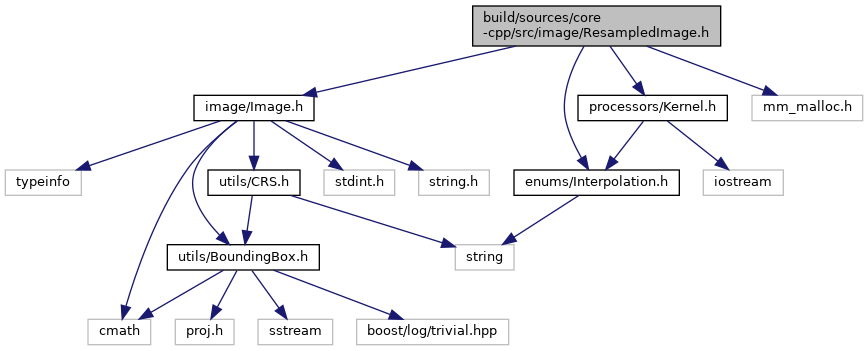 build/sources/core
-cpp/src/image/ResampledImage.h
image/Image.h
processors/Kernel.h
mm_malloc.h
typeinfo
utils/CRS.h
stdint.h
string.h
enums/Interpolation.h
iostream
utils/BoundingBox.h
string
cmath
proj.h
sstream
boost/log/trivial.hpp